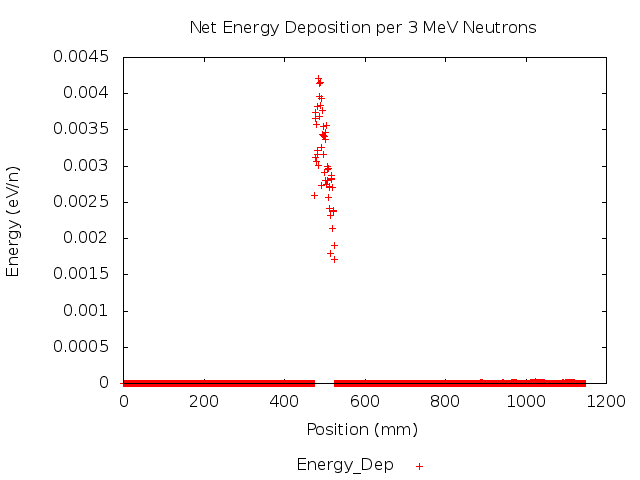 Net Energy Deposition per 3 MeV Neutrons
0.0045
0.004
0.0035
0.003
0.0025
0.002
0.0015
0.001
0.0005
0
Energy (eV/n)
0 200 400 600 800 1000 1200
Position (mm)
Energy_Dep